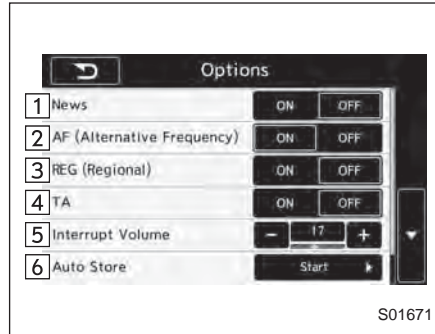 Options
1 News ON OFF
2 AF (Alternative Frequency) ON OFF
3 REG (Regional) ON OFF
4 TA ON OFF
5 Interrupt Volume - 17 +
6 Auto Store Start
S01671